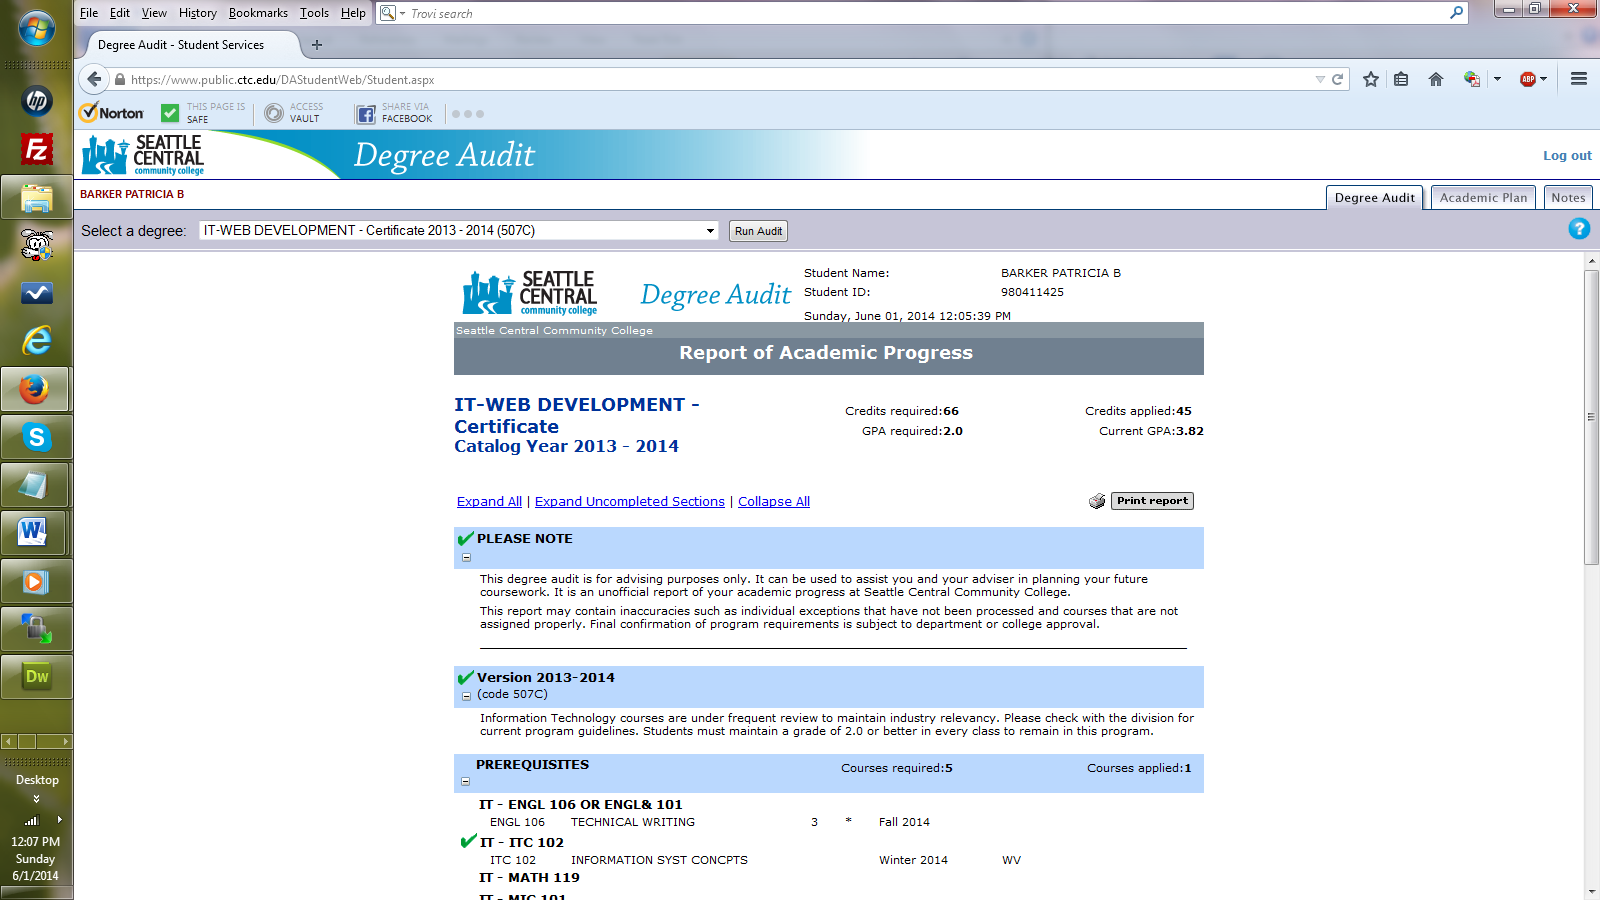 File Edit View History Bookmarks Tools Help Trovi search
Degree Audit - Student Services
https://www.public.ctc.edu/DAStudentWeb/Student.aspx
ABP
Norton THIS PAGE IS SAFE ACCESS VAULT SHARE VIA FACEBOOK
SEATTLE CENTRAL community college Degree Audit Log out
BARKER PATRICIA B Degree Audit Academic Plan Notes
Select a degree: IT-WEB DEVELOPMENT - Certificate 2013 - 2014 (507C) Run Audit ?
SEATTLE CENTRAL community college Degree Audit
Student Name: BARKER PATRICIA B
Student ID: 980411425
Sunday, June 01, 2014 12:05:39 PM
Seattle Central Community College
Report of Academic Progress
IT-WEB DEVELOPMENT -
Certificate
Catalog Year 2013 - 2014
Credits required:66 Credits applied:45
GPA required:2.0 Current GPA:3.82
Expand All | Expand Uncompleted Sections | Collapse All Print report
PLEASE NOTE
This degree audit is for advising purposes only. It can be used to assist you and your adviser in planning your future
coursework. It is an unofficial report of your academic progress at Seattle Central Community College.
This report may contain inaccuracies such as individual exceptions that have not been processed and courses that are not
assigned properly. Final confirmation of program requirements is subject to department or college approval.
Version 2013-2014
(code 507C)
Information Technology courses are under frequent review to maintain industry relevancy. Please check with the division for
current program guidelines. Students must maintain a grade of 2.0 or better in every class to remain in this program.
PREREQUISITES Courses required:5 Courses applied:1
IT - ENGL 106 OR ENGL& 101
ENGL 106 TECHNICAL WRITING 3 * Fall 2014
IT - ITC 102
ITC 102 INFORMATION SYST CONCPTS Winter 2014 WV
IT - MATH 119
IT - MIC 101
hp
Fz
S
W
Dw
Desktop
12:07 PM
Sunday
6/1/2014